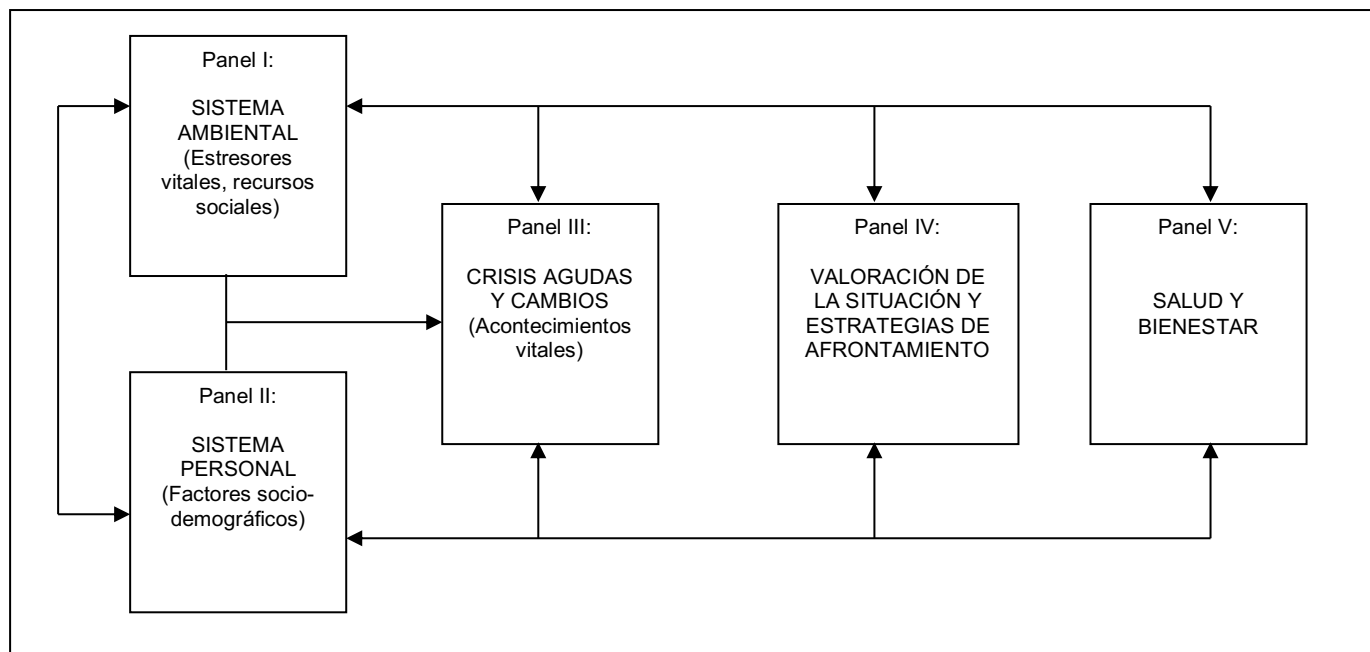 Panel I:
SISTEMA
AMBIENTAL
(Estresores
vitales, recursos
sociales)
Panel II:
SISTEMA
PERSONAL
(Factores socio-
demográficos)
Panel III:
CRISIS AGUDAS
Y CAMBIOS
(Acontecimientos
vitales)
Panel IV:
VALORACIÓN DE
LA SITUACIÓN Y
ESTRATEGIAS DE
AFRONTAMIENTO
Panel V:
SALUD Y
BIENESTAR